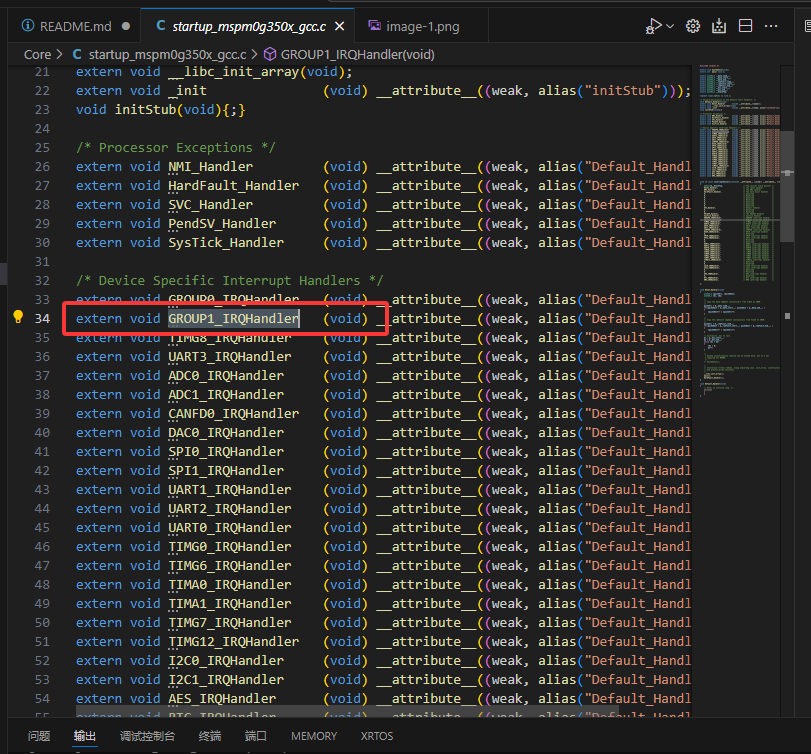 README.md
startup_mspm0g350x_gcc.c
image-1.png
Core > C startup_mspm0g350x_gcc.c > GROUP1_IRQHandler(void)
21 extern void __libc_init_array(void);
22 extern void _init (void) __attribute__((weak, alias("initStub")));
23 void initStub(void){;}
24
25 /* Processor Exceptions */
26 extern void NMI_Handler (void) __attribute__((weak, alias("Default_Handl
27 extern void HardFault_Handler (void) __attribute__((weak, alias("Default_Handl
28 extern void SVC_Handler (void) __attribute__((weak, alias("Default_Handl
29 extern void PendSV_Handler (void) __attribute__((weak, alias("Default_Handl
30 extern void SysTick_Handler (void) __attribute__((weak, alias("Default_Handl
31
32 /* Device Specific Interrupt Handlers */
33 extern void GROUP0_IRQHandler (void) __attribute__((weak, alias("Default_Handl
34 extern void GROUP1_IRQHandler (void) __attribute__((weak, alias("Default_Handl
35 extern void TIMG8_IRQHandler (void) __attribute__((weak, alias("Default_Handl
36 extern void UART3_IRQHandler (void) __attribute__((weak, alias("Default_Handl
37 extern void ADC0_IRQHandler (void) __attribute__((weak, alias("Default_Handl
38 extern void ADC1_IRQHandler (void) __attribute__((weak, alias("Default_Handl
39 extern void CANFD0_IRQHandler (void) __attribute__((weak, alias("Default_Handl
40 extern void DAC0_IRQHandler (void) __attribute__((weak, alias("Default_Handl
41 extern void SPI0_IRQHandler (void) __attribute__((weak, alias("Default_Handl
42 extern void SPI1_IRQHandler (void) __attribute__((weak, alias("Default_Handl
43 extern void UART1_IRQHandler (void) __attribute__((weak, alias("Default_Handl
44 extern void UART2_IRQHandler (void) __attribute__((weak, alias("Default_Handl
45 extern void UART0_IRQHandler (void) __attribute__((weak, alias("Default_Handl
46 extern void TIMG0_IRQHandler (void) __attribute__((weak, alias("Default_Handl
47 extern void TIMG6_IRQHandler (void) __attribute__((weak, alias("Default_Handl
48 extern void TIMA0_IRQHandler (void) __attribute__((weak, alias("Default_Handl
49 extern void TIMA1_IRQHandler (void) __attribute__((weak, alias("Default_Handl
50 extern void TIMG7_IRQHandler (void) __attribute__((weak, alias("Default_Handl
51 extern void TIMG12_IRQHandler (void) __attribute__((weak, alias("Default_Handl
52 extern void I2C0_IRQHandler (void) __attribute__((weak, alias("Default_Handl
53 extern void I2C1_IRQHandler (void) __attribute__((weak, alias("Default_Handl
54 extern void AES_IRQHandler (void) __attribute__((weak, alias("Default_Handl
问题 输出 调试控制台 终端 端口 MEMORY XRTOS